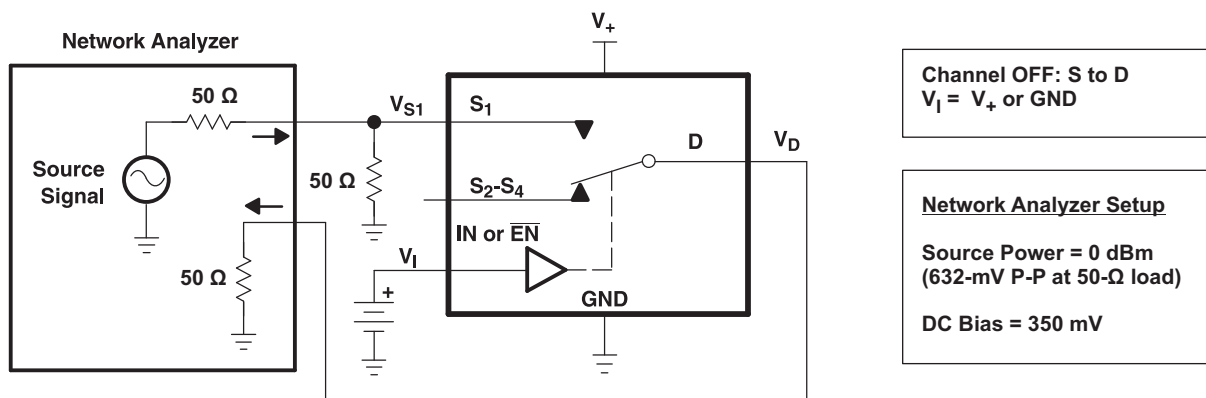 Network Analyzer
50 Ω
Source
Signal
50 Ω
V+
VS1
S1
50 Ω
S2-S4
D
VD
IN or E̅N̅
VI
+
GND
Channel OFF: S to D
VI = V+ or GND
Network Analyzer Setup
Source Power = 0 dBm
(632-mV P-P at 50-Ω load)
DC Bias = 350 mV